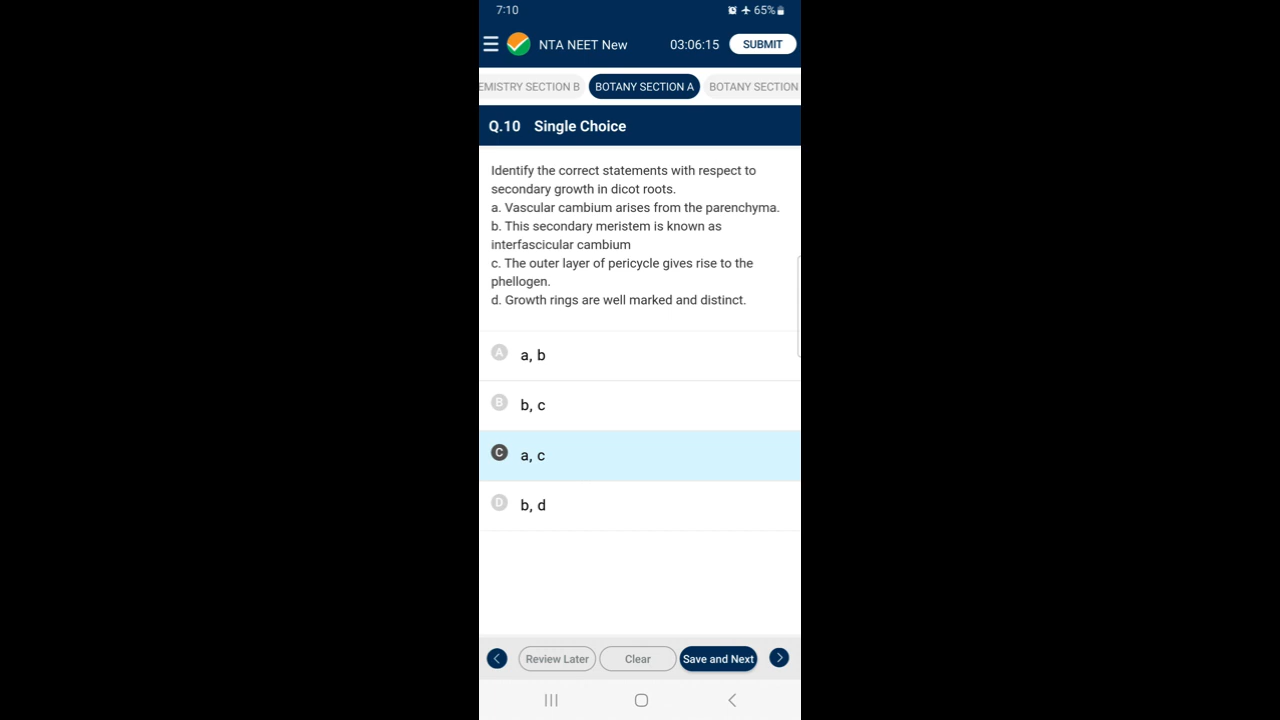 7:10
65%
NTA NEET New
03:06:15
SUBMIT
EMISTRY SECTION B
BOTANY SECTION A
BOTANY SECTION
Q.10 Single Choice
Identify the correct statements with respect to
secondary growth in dicot roots.
a. Vascular cambium arises from the parenchyma.
b. This secondary meristem is known as
interfascicular cambium
c. The outer layer of pericycle gives rise to the
phellogen.
d. Growth rings are well marked and distinct.
A a, b
B b, c
C a, c
D b, d
Review Later
Clear
Save and Next